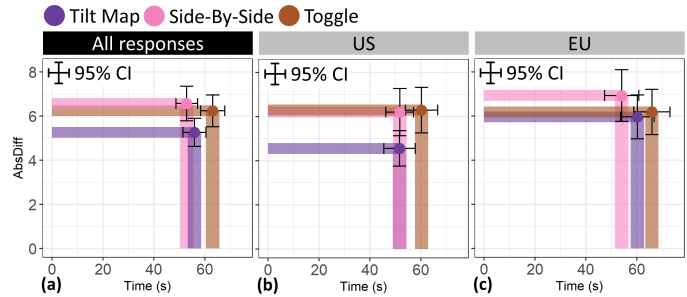 Tilt Map Side-By-Side Toggle
All responses US EU
8 95% CI 95% CI 95% CI
6
4
2
0
AbsDiff
0 20 40 60 0 20 40 60 0 20 40 60
(a) Time (s) (b) Time (s) (c) Time (s)